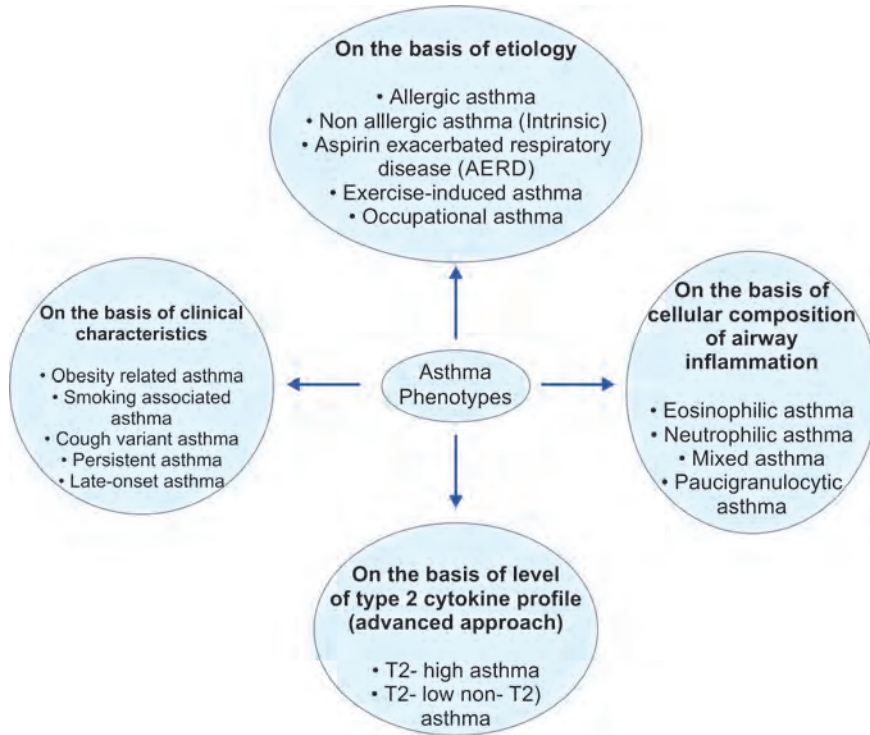 On the basis of etiology
• Allergic asthma
• Non alllergic asthma (Intrinsic)
• Aspirin exacerbated respiratory
disease (AERD)
• Exercise-induced asthma
• Occupational asthma
On the basis of clinical
characteristics
• Obesity related asthma
• Smoking associated
asthma
• Cough variant asthma
• Persistent asthma
• Late-onset asthma
Asthma
Phenotypes
On the basis of
cellular composition
of airway
inflammation
• Eosinophilic asthma
• Neutrophilic asthma
• Mixed asthma
• Paucigranulocytic
asthma
On the basis of level
of type 2 cytokine profile
(advanced approach)
• T2- high asthma
• T2- low non- T2)
asthma